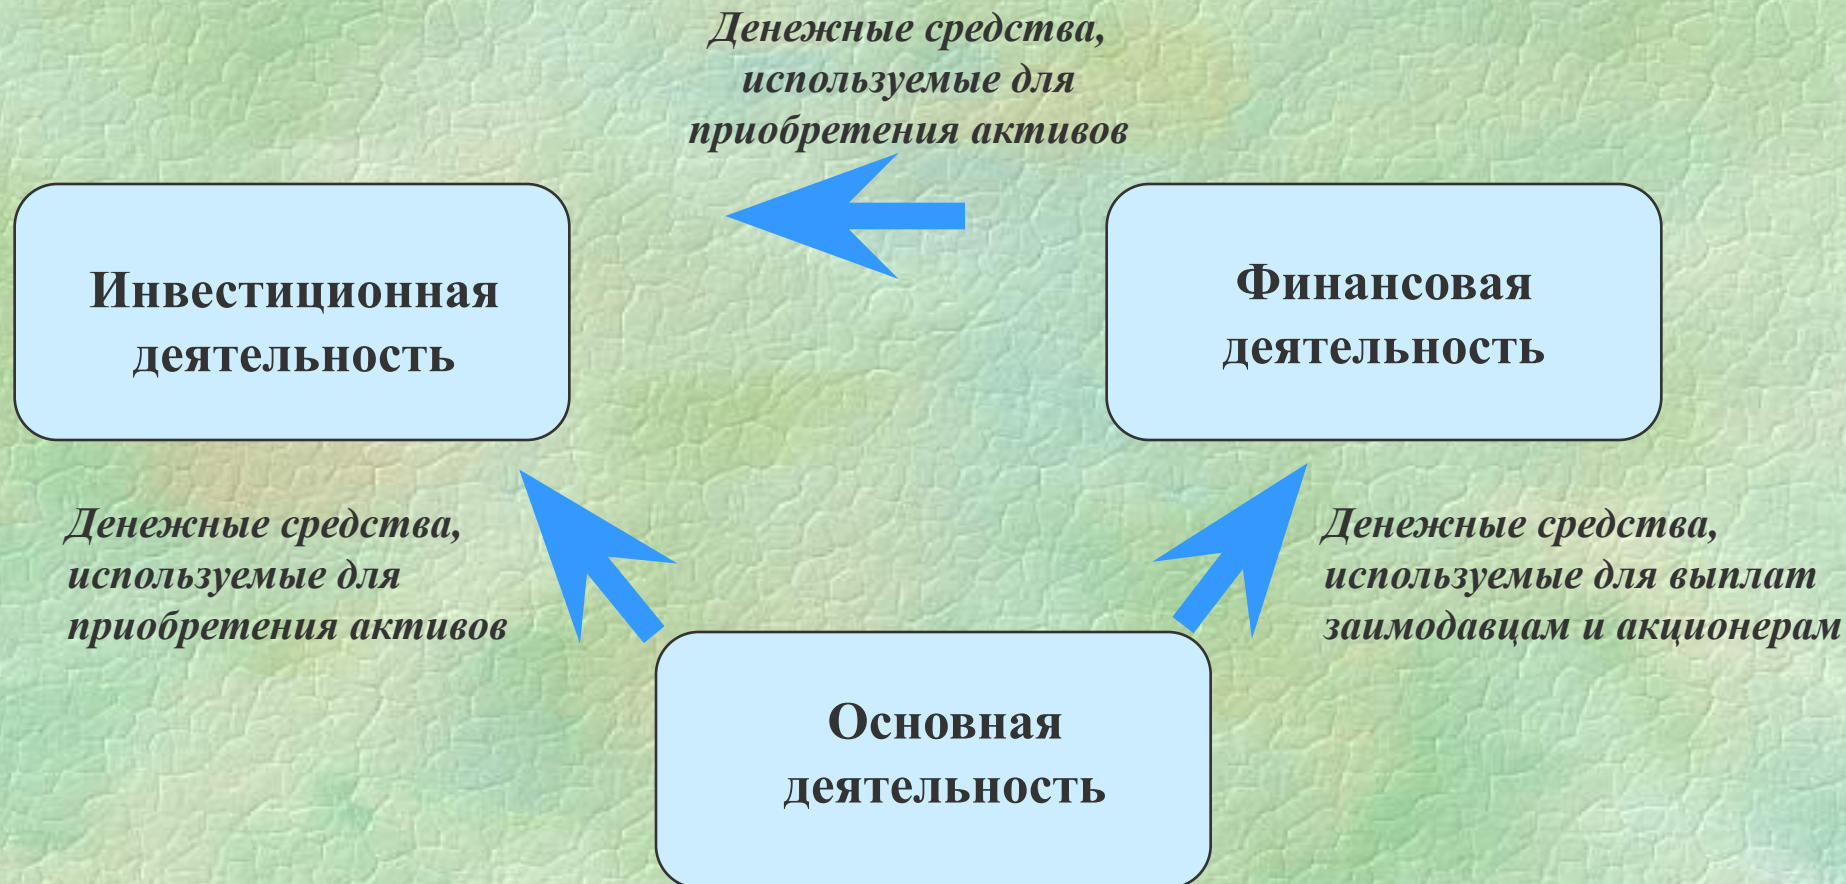 Денежные средства,
используемые для
приобретения активов
Инвестиционная
деятельность
Финансовая
деятельность
Денежные средства,
используемые для
приобретения активов
Денежные средства,
используемые для выплат
заимодавцам и акционерам
Основная
деятельность